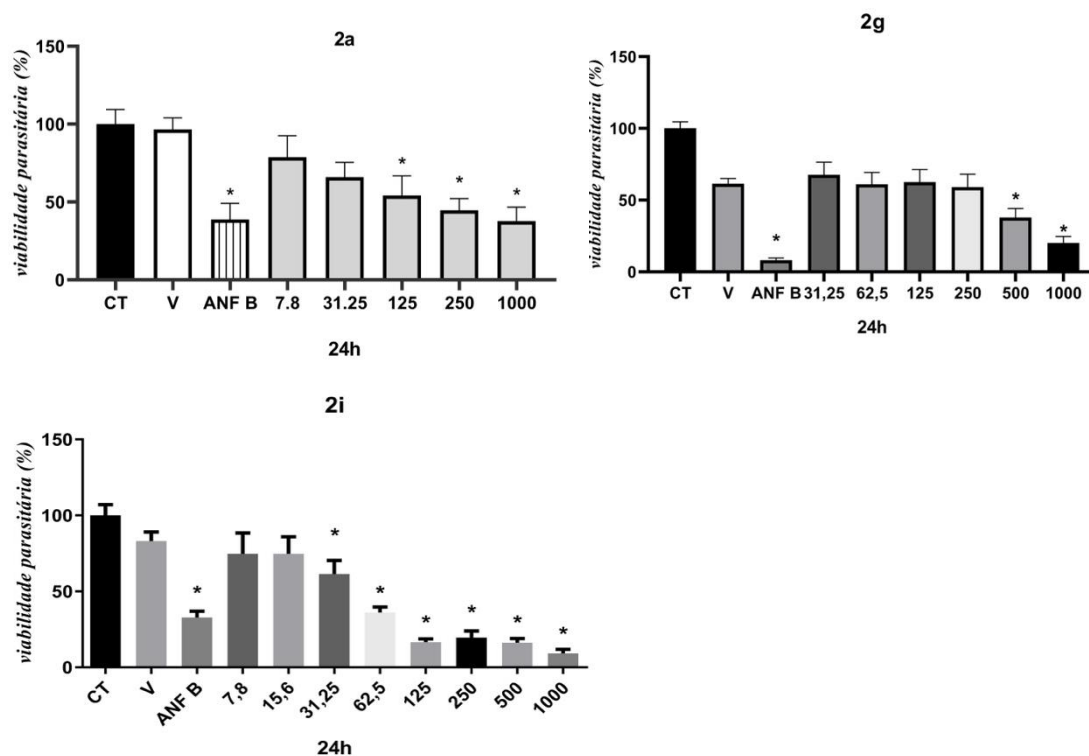 2a
viabilidade parasitária (%)
150
100
50
0
*
*
*
*
CT V ANF B 7.8 31.25 125 250 1000
24h
2g
viabilidade parasitária (%)
150
100
50
0
*
*
*
CT V ANF B 31,25 62,5 125 250 500 1000
24h
2i
viabilidade parasitária (%)
150
100
50
0
*
*
*
*
*
*
*
CT V ANF B 7,8 15,6 31,25 62,5 125 250 500 1000
24h